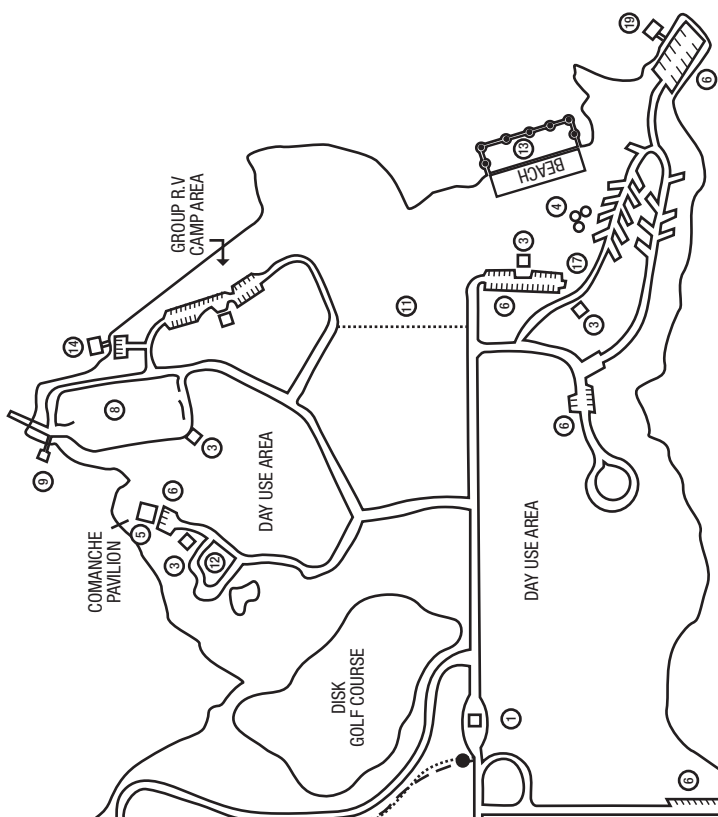 19
6
13
BEACH
GROUP R.V
CAMP AREA
4
3
17
11
6
3
14
8
6
3
9
DAY USE AREA
6
5
COMANCHE
PAVILION
3
12
DAY USE AREA
DISK
GOLF COURSE
1
6